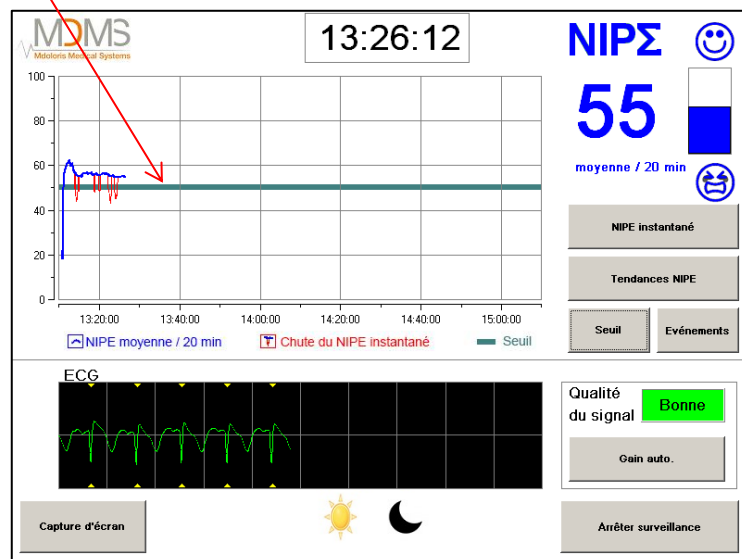 MDMS
Mdoloris Medical Systems
13:26:12
NIPΣ
55
moyenne / 20 min
100
80
60
40
20
0
13:20:00
13:40:00
14:00:00
14:20:00
14:40:00
15:00:00
NIPE moyenne / 20 min
Chute du NIPE instantané
Seuil
NIPE instantané
Tendances NIPE
Seuil
Evénements
ECG
Qualité
du signal
Bonne
Gain auto.
Capture d'écran
Arrêter surveillance